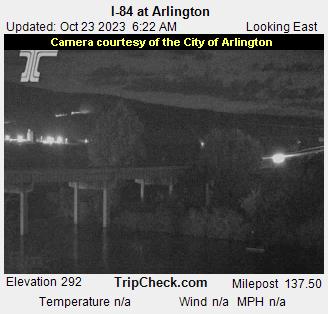 I-84 at Arlington
Updated: Oct 23 2023 6:22 AM Looking East
Camera courtesy of the City of Arlington
Elevation 292 TripCheck.com Milepost 137.50
Temperature n/a Wind n/a MPH n/a